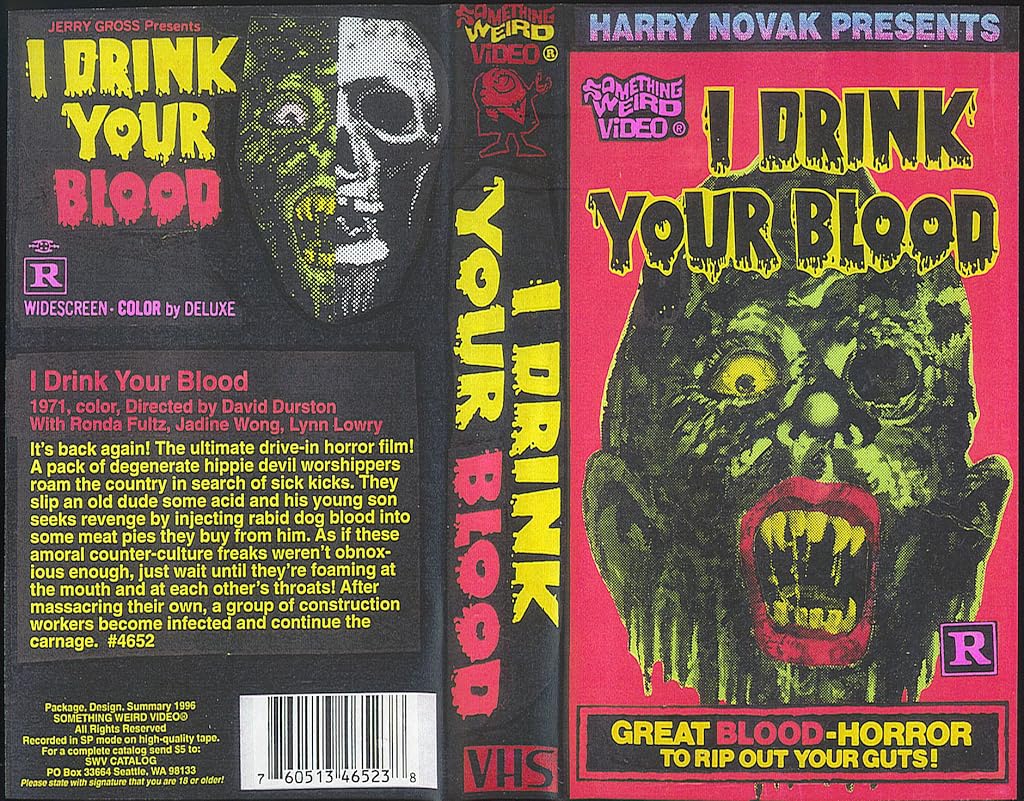 JERRY GROSS Presents
I DRINK
YOUR
BLOOD
R
WIDESCREEN · COLOR by DELUXE
I Drink Your Blood
1971, color, Directed by David Durston
With Ronda Fultz, Jadine Wong, Lynn Lowry
It's back again! The ultimate drive-in horror film!
A pack of degenerate hippie devil worshippers
roam the country in search of sick kicks. They
slip an old dude some acid and his young son
seeks revenge by injecting rabid dog blood into
some meat pies they buy from him. As if these
amoral counter-culture freaks weren't obnox-
ious enough, just wait until they're foaming at
the mouth and at each other's throats! After
massacring their own, a group of construction
workers become infected and continue the
carnage. #4652
Package, Design, Summary 1996
SOMETHING WEIRD VIDEO®
All Rights Reserved
Recorded in SP mode on high-quality tape.
For a complete catalog send $5 to:
SWV CATALOG
PO Box 33664 Seattle, WA 98133
Please state with signature that you are 18 or older!
7 60513 46523 8
SOMETHING
WEIRD
VIDEO ®
I DRINK
YOUR BLOOD
VHS
HARRY NOVAK PRESENTS
SOMETHING
WEIRD
VIDEO ®
I DRINK
YOUR BLOOD
R
GREAT BLOOD-HORROR
TO RIP OUT YOUR GUTS!